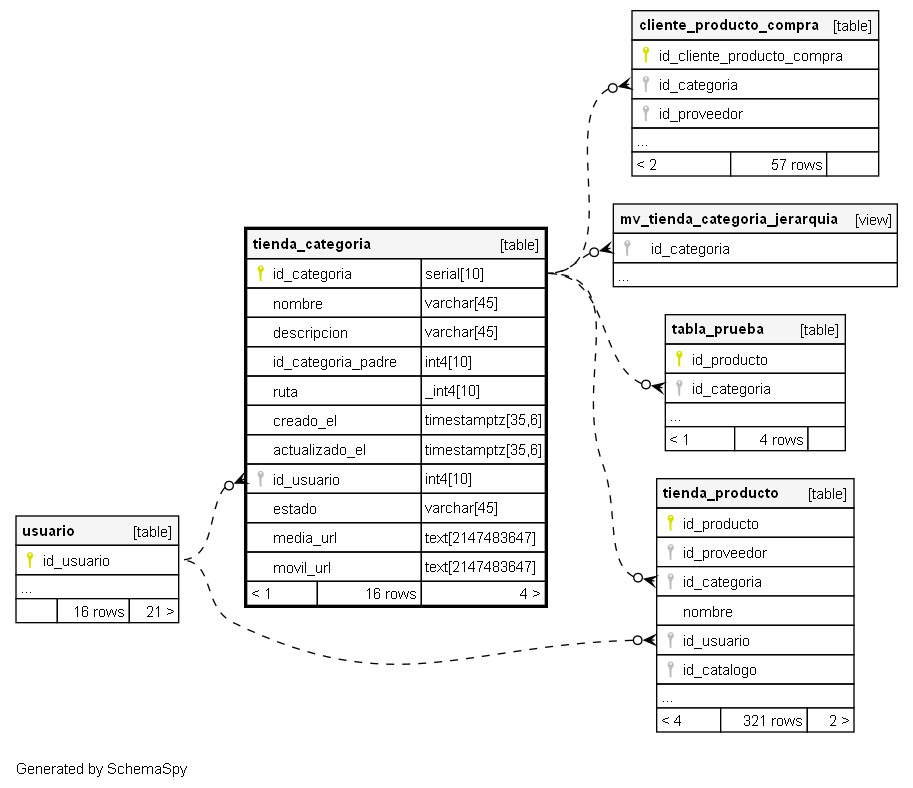 cliente_producto_compra [table]
id_cliente_producto_compra
id_categoria
id_proveedor
...
< 2 57 rows
mv_tienda_categoria_jerarquia [view]
id_categoria
...
tienda_categoria [table]
id_categoria serial[10]
nombre varchar[45]
descripcion varchar[45]
id_categoria_padre int4[10]
ruta _int4[10]
creado_el timestamptz[35,6]
actualizado_el timestamptz[35,6]
id_usuario int4[10]
estado varchar[45]
media_url text[2147483647]
movil_url text[2147483647]
< 1 16 rows 4 >
tabla_prueba [table]
id_producto
id_categoria
...
< 1 4 rows
usuario [table]
id_usuario
...
16 rows 21 >
tienda_producto [table]
id_producto
id_proveedor
id_categoria
nombre
id_usuario
id_catalogo
...
< 4 321 rows 2 >
Generated by SchemaSpy